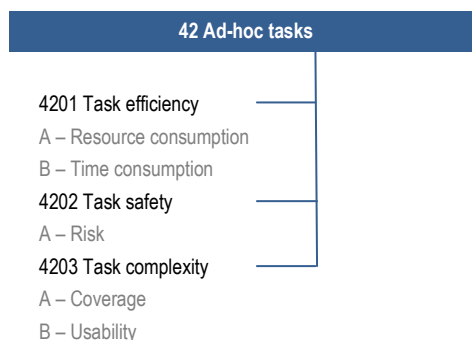 42 Ad-hoc tasks
4201 Task efficiency
A – Resource consumption
B – Time consumption
4202 Task safety
A – Risk
4203 Task complexity
A – Coverage
B – Usability